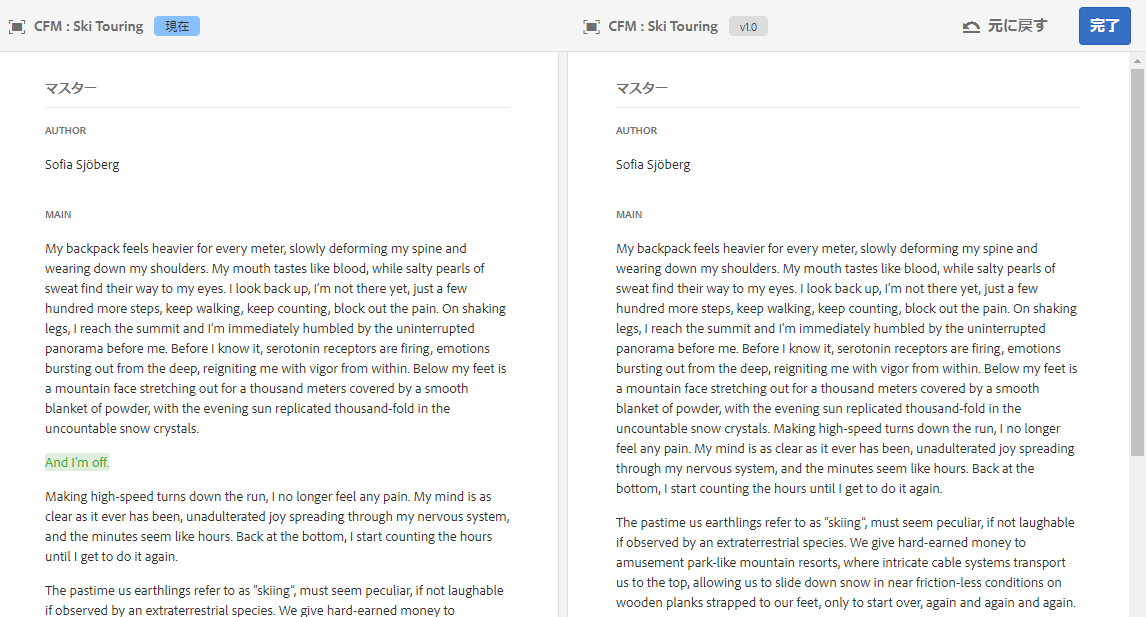 CFM : Ski Touring 現在
CFM : Ski Touring v1.0 元に戻す 完了
マスター
AUTHOR
Sofia Sjöberg
MAIN
My backpack feels heavier for every meter, slowly deforming my spine and
wearing down my shoulders. My mouth tastes like blood, while salty pearls of
sweat find their way to my eyes. I look back up, I’m not there yet, just a few
hundred more steps, keep walking, keep counting, block out the pain. On shaking
legs, I reach the summit and I’m immediately humbled by the uninterrupted
panorama before me. Before I know it, serotonin receptors are firing, emotions
bursting out from the deep, reigniting me with vigor from within. Below my feet is
a mountain face stretching out for a thousand meters covered by a smooth
blanket of powder, with the evening sun replicated thousand-fold in the
uncountable snow crystals.
And I'm off.
Making high-speed turns down the run, I no longer feel any pain. My mind is as
clear as it ever has been, unadulterated joy spreading through my nervous system,
and the minutes seem like hours. Back at the bottom, I start counting the hours
until I get to do it again.
The pastime us earthlings refer to as “skiing“, must seem peculiar, if not laughable
if observed by an extraterrestrial species. We give hard-earned money to
マスター
AUTHOR
Sofia Sjöberg
MAIN
My backpack feels heavier for every meter, slowly deforming my spine and
wearing down my shoulders. My mouth tastes like blood, while salty pearls of
sweat find their way to my eyes. I look back up, I’m not there yet, just a few
hundred more steps, keep walking, keep counting, block out the pain. On shaking
legs, I reach the summit and I’m immediately humbled by the uninterrupted
panorama before me. Before I know it, serotonin receptors are firing, emotions
bursting out from the deep, reigniting me with vigor from within. Below my feet is
a mountain face stretching out for a thousand meters covered by a smooth
blanket of powder, with the evening sun replicated thousand-fold in the
uncountable snow crystals. Making high-speed turns down the run, I no longer
feel any pain. My mind is as clear as it ever has been, unadulterated joy spreading
through my nervous system, and the minutes seem like hours. Back at the
bottom, I start counting the hours until I get to do it again.
The pastime us earthlings refer to as “skiing“, must seem peculiar, if not laughable
if observed by an extraterrestrial species. We give hard-earned money to
amusement park-like mountain resorts, where intricate cable systems transport
us to the top, allowing us to slide down snow in near friction-less conditions on
wooden planks strapped to our feet, only to start over, again and again and again.